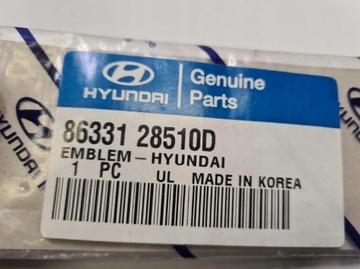 HYUNDAI
Genuine
Parts
86331 28510D
EMBLEM-HYUNDAI
1 PC UL MADE IN KOREA